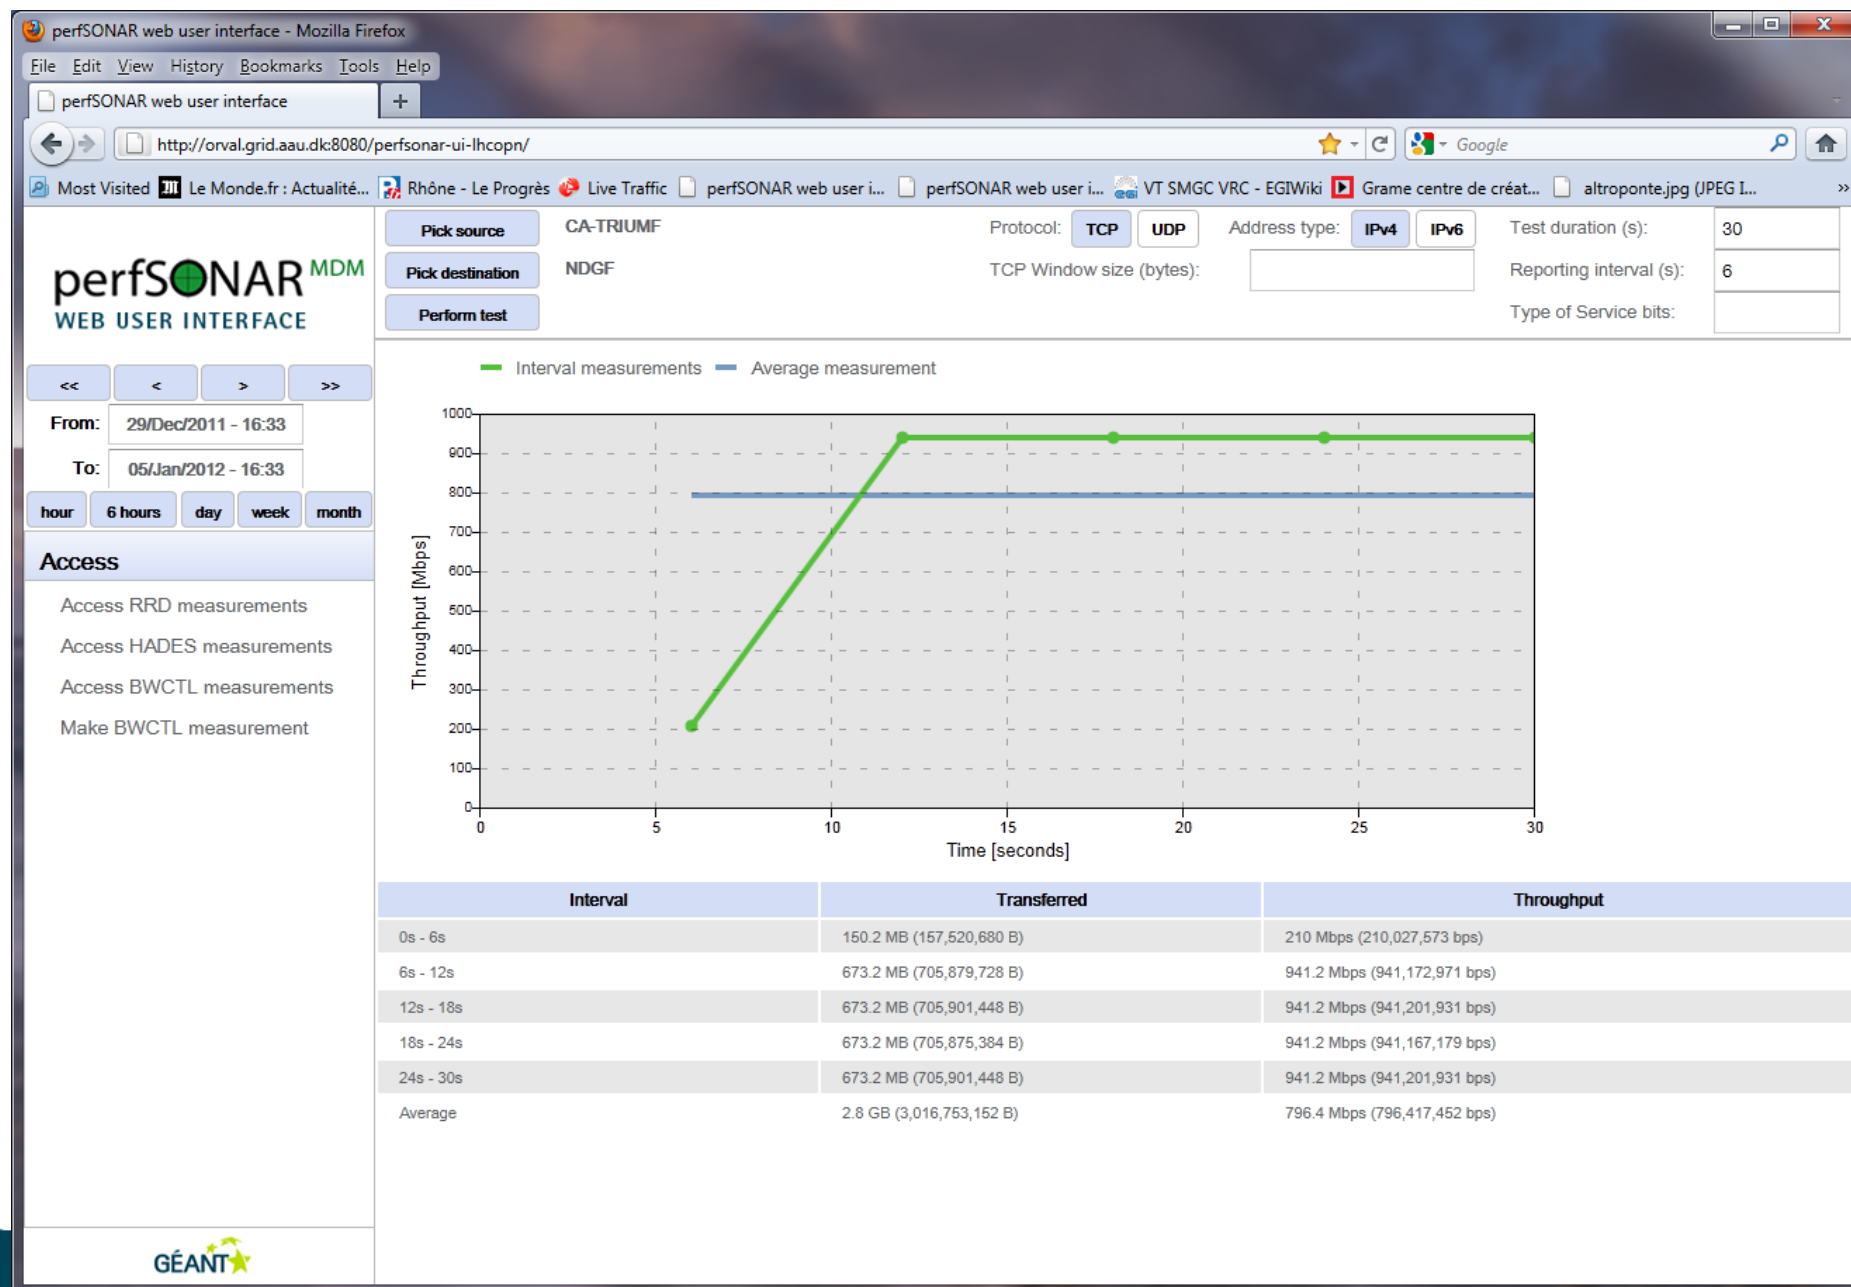 perfSONAR web user interface - Mozilla Firefox
File Edit View History Bookmarks Tools Help
perfSONAR web user interface +
http://orval.grid.aau.dk:8080/perfsonar-ui-lhcopn/ Google
Most Visited Le Monde.fr : Actualité... Rhône - Le Progrès Live Traffic perfSONAR web user i... perfSONAR web user i... VT SMGC VRC - EGIWiki Grame centre de créat... altroponte.jpg (JPEG I... »
perfSONAR MDM
WEB USER INTERFACE
<< < > >>
From: 29/Dec/2011 - 16:33
To: 05/Jan/2012 - 16:33
hour 6 hours day week month
Access
Access RRD measurements
Access HADES measurements
Access BWCTL measurements
Make BWCTL measurement
GÉANT
Pick source CA-TRIUMF Protocol: TCP UDP Address type: IPv4 IPv6 Test duration (s): 30
Pick destination NDGF TCP Window size (bytes): Reporting interval (s): 6
Perform test Type of Service bits:
Interval measurements Average measurement
1000
900
800
700
600
500
400
300
200
100
0
Throughput [Mbps]
0 5 10 15 20 25 30
Time [seconds]
Interval Transferred Throughput
0s - 6s 150.2 MB (157,520,680 B) 210 Mbps (210,027,573 bps)
6s - 12s 673.2 MB (705,879,728 B) 941.2 Mbps (941,172,971 bps)
12s - 18s 673.2 MB (705,901,448 B) 941.2 Mbps (941,201,931 bps)
18s - 24s 673.2 MB (705,875,384 B) 941.2 Mbps (941,167,179 bps)
24s - 30s 673.2 MB (705,901,448 B) 941.2 Mbps (941,201,931 bps)
Average 2.8 GB (3,016,753,152 B) 796.4 Mbps (796,417,452 bps)